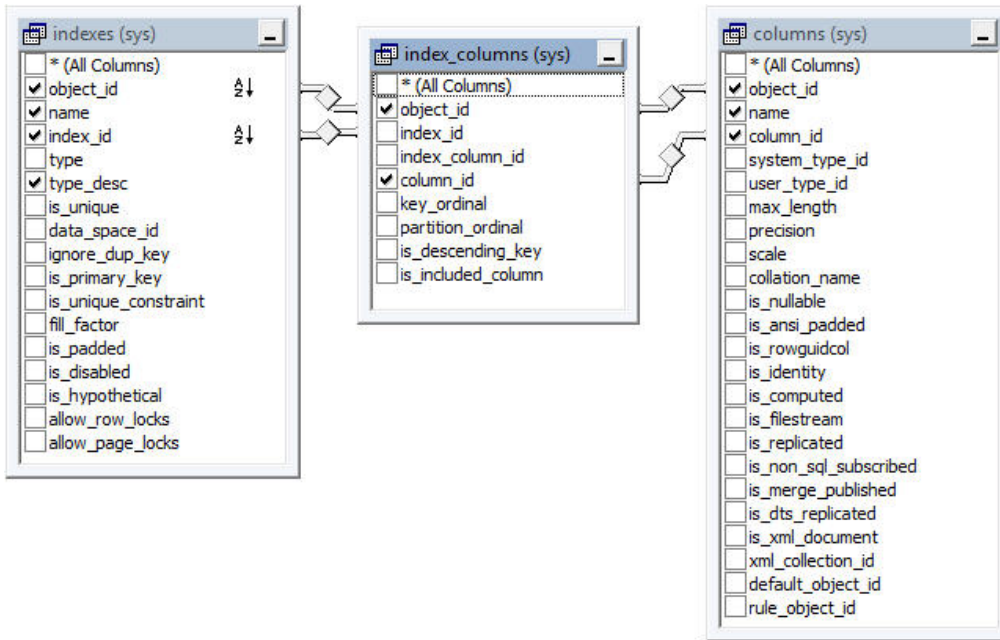 indexes (sys)
* (All Columns)
object_id
name
index_id
type
type_desc
is_unique
data_space_id
ignore_dup_key
is_primary_key
is_unique_constraint
fill_factor
is_padded
is_disabled
is_hypothetical
allow_row_locks
allow_page_locks
index_columns (sys)
* (All Columns)
object_id
index_id
index_column_id
column_id
key_ordinal
partition_ordinal
is_descending_key
is_included_column
columns (sys)
* (All Columns)
object_id
name
column_id
system_type_id
user_type_id
max_length
precision
scale
collation_name
is_nullable
is_ansi_padded
is_rowguidcol
is_identity
is_computed
is_filestream
is_replicated
is_non_sql_subscribed
is_merge_published
is_dts_replicated
is_xml_document
xml_collection_id
default_object_id
rule_object_id